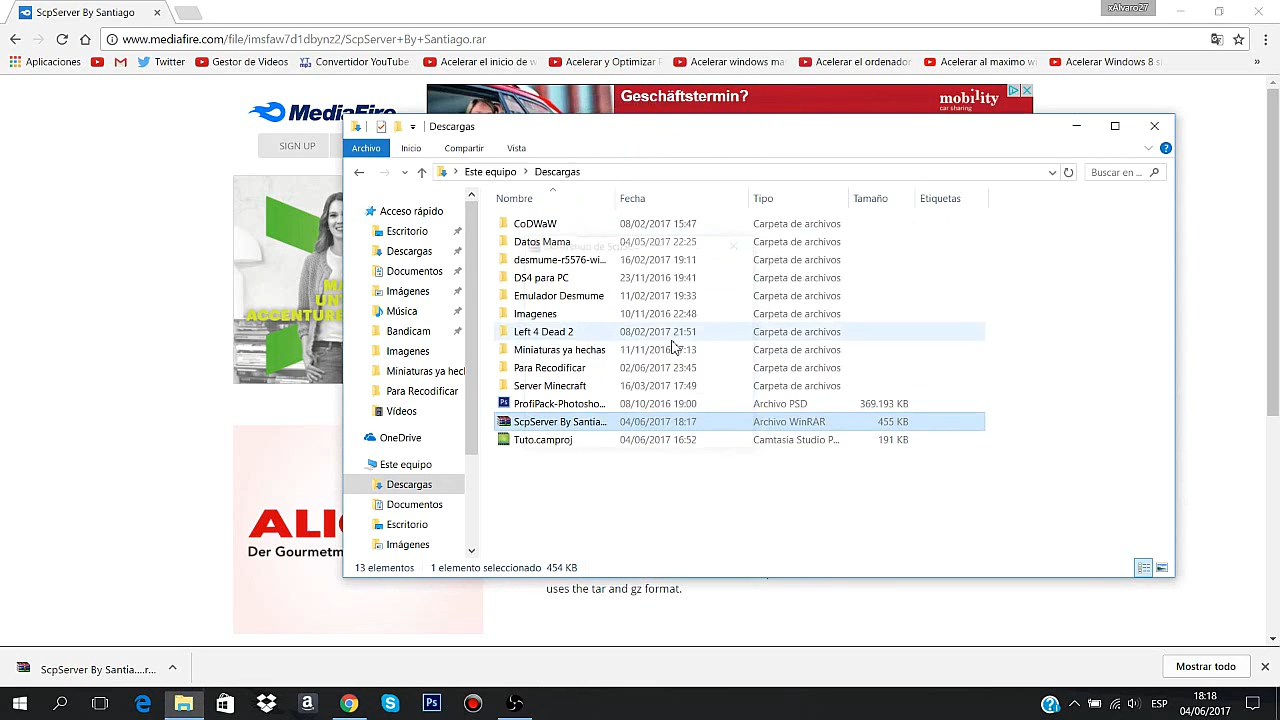 ScpServer By Santiago
xAlvaro27
www.mediafire.com/file/imsfaw7d1dbynz2/ScpServer+By+Santiago.rar
Aplicaciones
Twitter
Gestor de Videos
Convertidor YouTube
Acelerar el inicio de w
Acelerar y Optimizar F
Acelerar windows ma
Acelerar el ordenador
Acelerar al maximo w
Acelerar Windows 8 si
»
MediaFire
Geschäftstermin?
mobility
car sharing
SIGN UP
Descargas
Archivo
Inicio
Compartir
Vista
Este equipo > Descargas
Buscar en ...
Nombre
Fecha
Tipo
Tamaño
Etiquetas
Acceso rápido
Escritorio
Descargas
Documentos
Imágenes
Música
Bandicam
Imagenes
Miniaturas ya hec
Para Recodificar
Vídeos
OneDrive
Este equipo
Descargas
Documentos
Escritorio
Imágenes
CoDWaW 08/02/2017 15:47 Carpeta de archivos
Datos Mama 04/05/2017 22:25 Carpeta de archivos
desmume-r5576-wi... 16/02/2017 19:11 Carpeta de archivos
DS4 para PC 23/11/2016 19:41 Carpeta de archivos
Emulador Desmume 11/02/2017 19:33 Carpeta de archivos
Imagenes 10/11/2016 22:48 Carpeta de archivos
Left 4 Dead 2 08/02/2017 21:51 Carpeta de archivos
Miniaturas ya hechas 11/11/2016 Carpeta de archivos
Para Recodificar 02/06/2017 23:45 Carpeta de archivos
Server Minecraft 16/03/2017 17:49 Carpeta de archivos
ProfiPack-Photosho... 08/10/2016 19:00 Archivo PSD 369.193 KB
ScpServer By Santia... 04/06/2017 18:17 Archivo WinRAR 455 KB
Tuto.camproj 04/06/2017 16:52 Camtasia Studio P... 191 KB
13 elementos
1 elemento seleccionado 454 KB
ALI
Der Gourmetm
uses the tar and gz format.
ScpServer By Santia....r...
Mostrar todo
ESP
18:18
04/06/2017